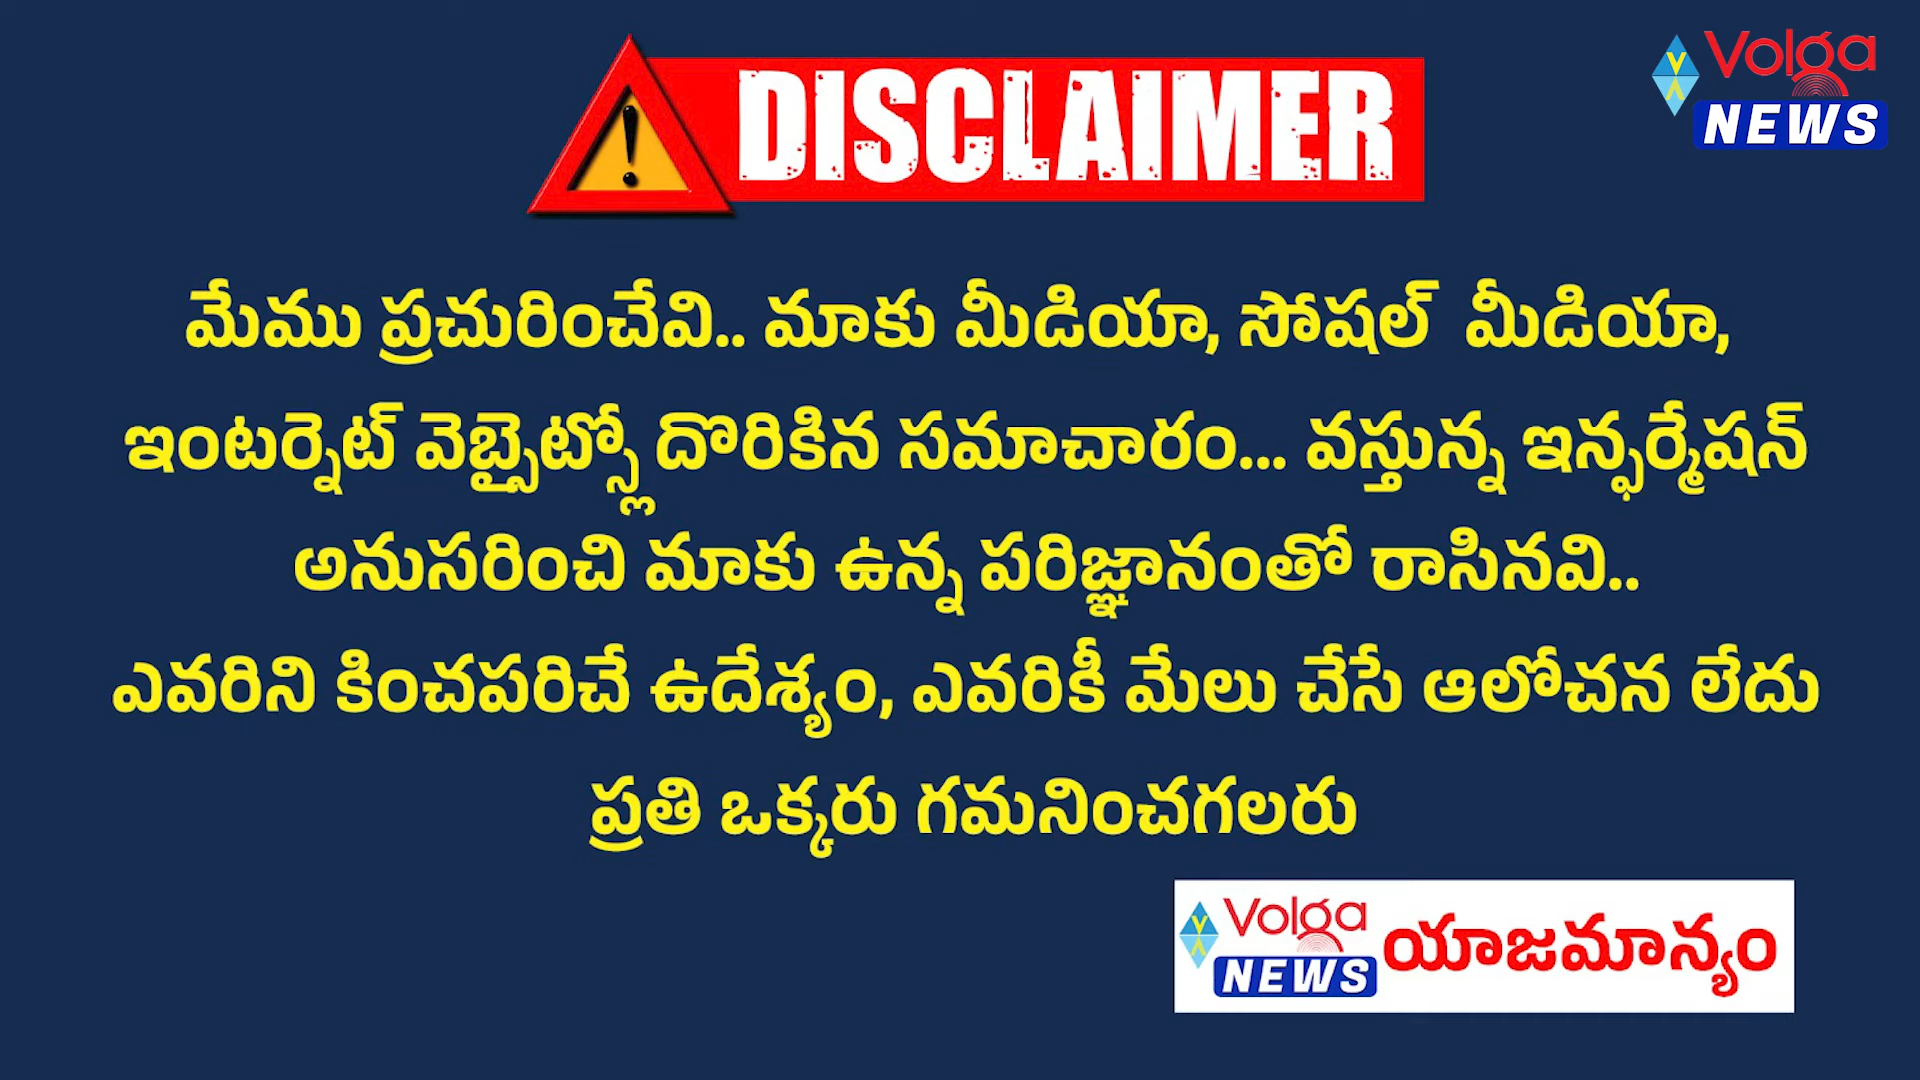 Volga
NEWS
DISCLAIMER
మేము ప్రచురించేవి.. మాకు మీడియా, సోషల్ మీడియా,
ఇంటర్నెట్ వెబ్సైట్స్లో దొరికిన సమాచారం... వస్తున్న ఇన్ఫర్మేషన్
అనుసరించి మాకు ఉన్న పరిజ్ఞానంతో రాసినవి..
ఎవరిని కించపరిచే ఉదేశ్యం, ఎవరికీ మేలు చేసే ఆలోచన లేదు
ప్రతి ఒక్కరు గమనించగలరు
Volga
NEWS యాజమాన్యం